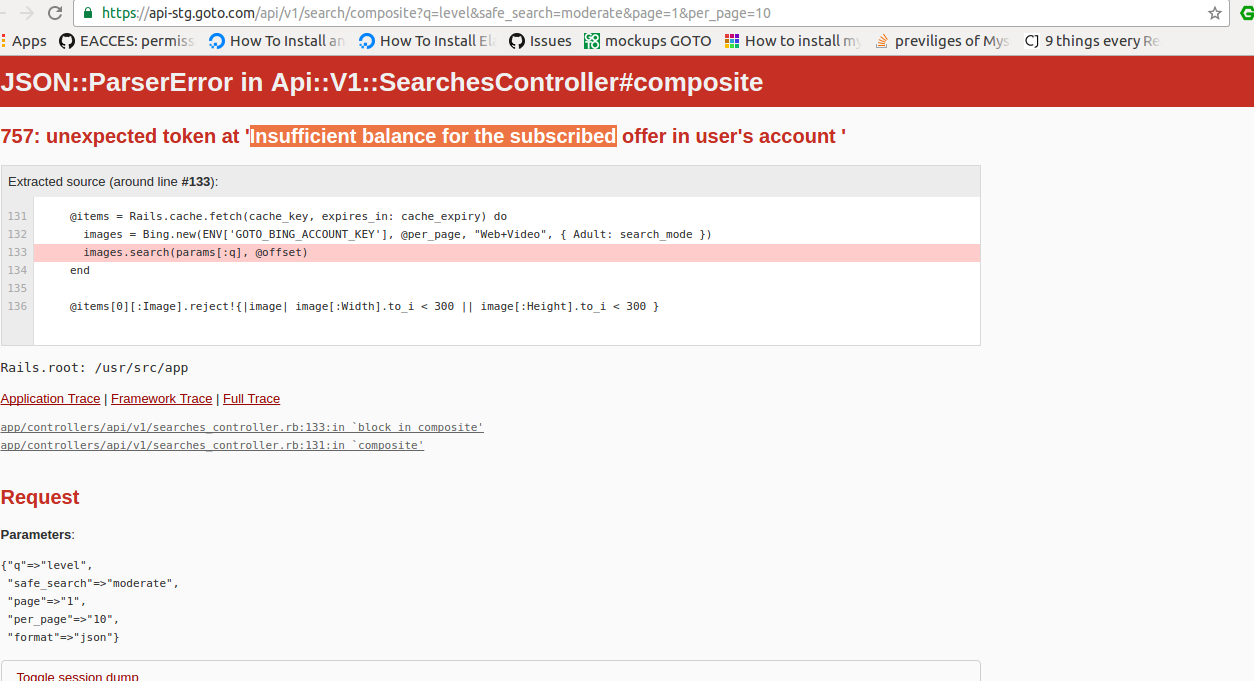 https://api-stg.goto.com/api/v1/search/composite?q=level&safe_search=moderate&page=1&per_page=10
Apps EACCES: permiss How To Install an How To Install Ela Issues mockups GOTO How to install my previliges of Mys 9 things every Re
JSON::ParserError in Api::V1::SearchesController#composite
757: unexpected token at 'Insufficient balance for the subscribed offer in user's account '
Extracted source (around line #133):
131 @items = Rails.cache.fetch(cache_key, expires_in: cache_expiry) do
132 images = Bing.new(ENV['GOTO_BING_ACCOUNT_KEY'], @per_page, "Web+Video", { Adult: search_mode })
133 images.search(params[:q], @offset)
134 end
135
136 @items[0][:Image].reject!{|image| image[:Width].to_i < 300 || image[:Height].to_i < 300 }
Rails.root: /usr/src/app
Application Trace | Framework Trace | Full Trace
app/controllers/api/v1/searches_controller.rb:133:in `block in composite'
app/controllers/api/v1/searches_controller.rb:131:in `composite'
Request
Parameters:
{"q"=>"level",
"safe_search"=>"moderate",
"page"=>"1",
"per_page"=>"10",
"format"=>"json"}
Toggle session dump